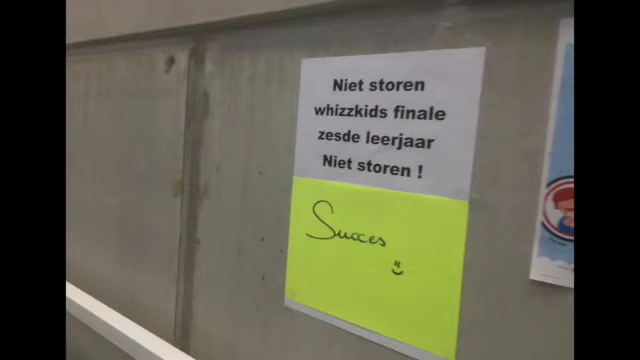 Niet storen
whizzkids finale
zesde leerjaar
Niet storen !
Succes